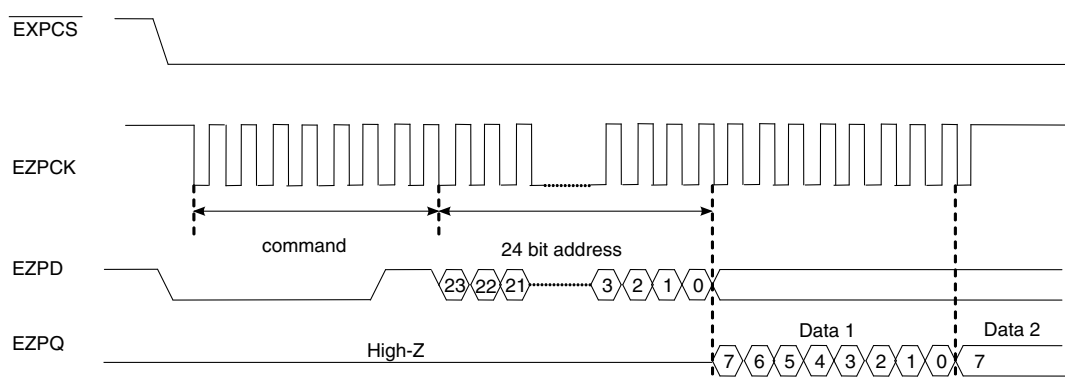 EXPCS
EZPCK
command
24 bit address
EZPD
23 22 21 3 2 1 0
EZPQ
High-Z
Data 1
Data 2
7 6 5 4 3 2 1 0 7